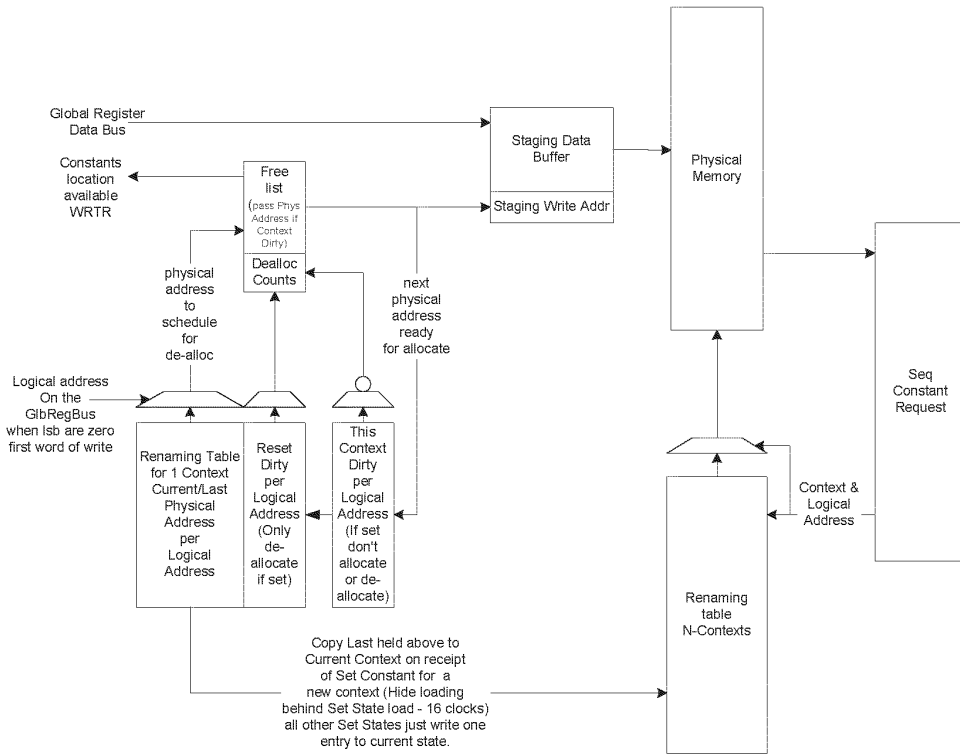 Global Register
Data Bus
Staging Data
Buffer
Staging Write Addr
Physical
Memory
Constants
location
available
WRTR
Free
list
(pass Phys
Address if
Context
Dirty)
Dealloc
Counts
physical
address
to
schedule
for
de-alloc
next
physical
address
ready
for allocate
Seq
Constant
Request
Logical address
On the
GlbRegBus
when lsb are zero
first word of write
Renaming Table
for 1 Context
Current/Last
Physical
Address
per
Logical
Address
Reset
Dirty
per
Logical
Address
(Only
de-
allocate
if set)
This
Context
Dirty
per
Logical
Address
(If set
don't
allocate
or de-
allocate)
Context &
Logical
Address
Renaming
table
N-Contexts
Copy Last held above to
Current Context on receipt
of Set Constant for a
new context (Hide loading
behind Set State load - 16 clocks)
all other Set States just write one
entry to current state.